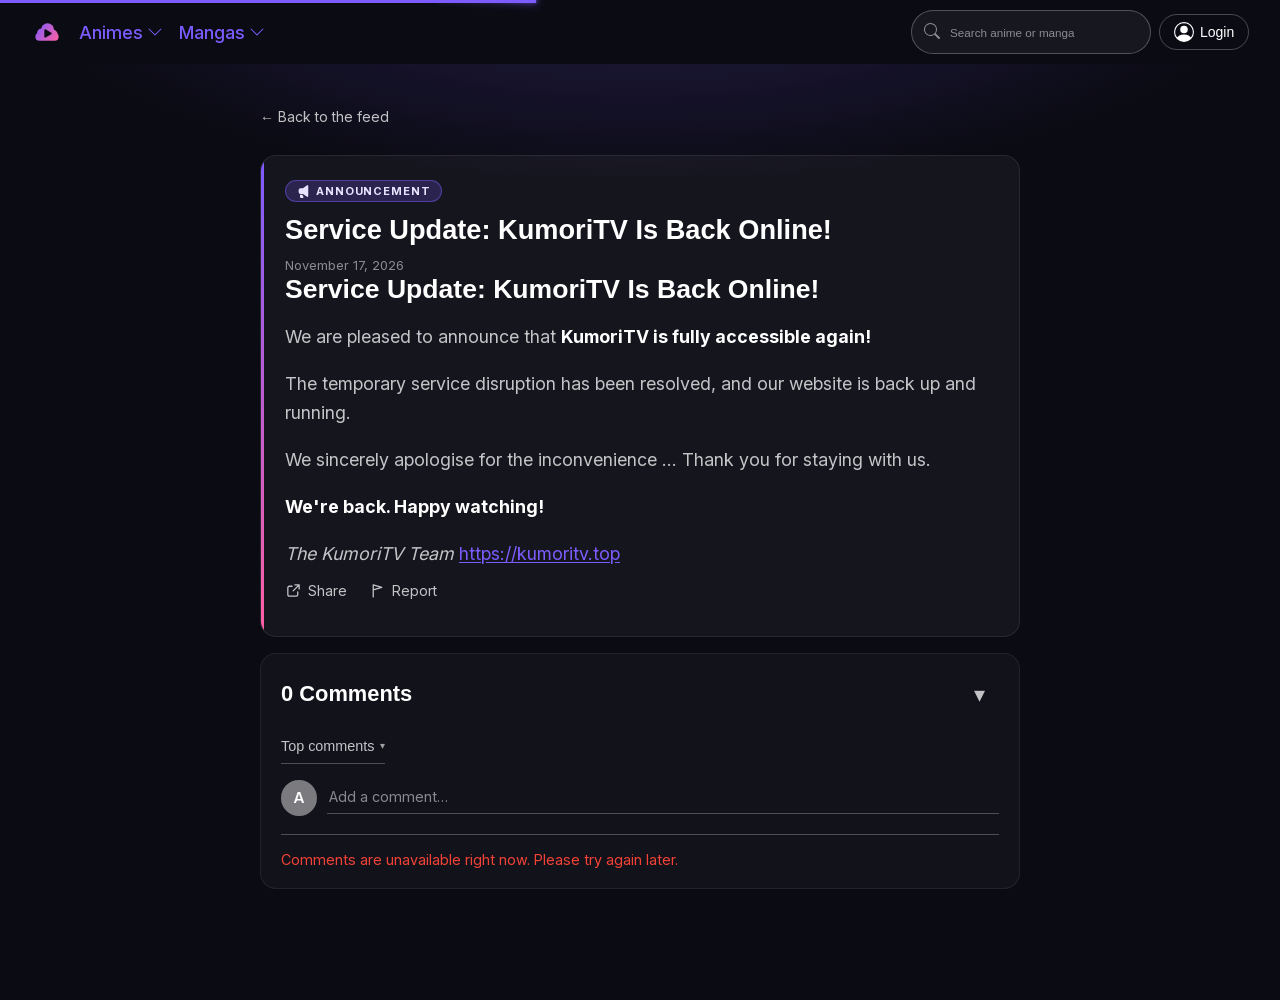 Animes
Mangas
Search anime or manga
Login
← Back to the feed
ANNOUNCEMENT
Service Update: KumoriTV Is Back Online!
November 17, 2026
Service Update: KumoriTV Is Back Online!
We are pleased to announce that KumoriTV is fully accessible again!
The temporary service disruption has been resolved, and our website is back up and
running.
We sincerely apologise for the inconvenience ... Thank you for staying with us.
We're back. Happy watching!
The KumoriTV Team https://kumoritv.top
Share
Report
0 Comments
Top comments
A
Add a comment...
Comments are unavailable right now. Please try again later.